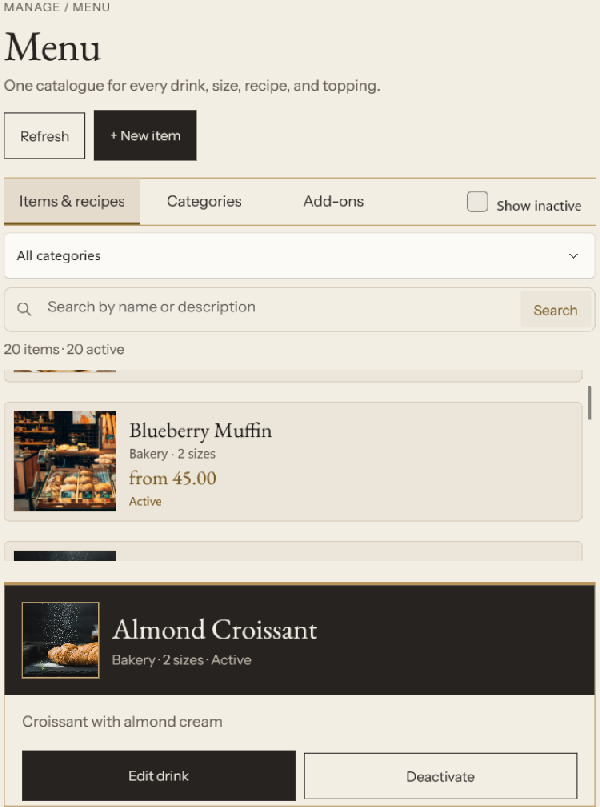 MANAGE / MENU
Menu
One catalogue for every drink, size, recipe, and topping.
Refresh
+ New item
Items & recipes
Categories
Add-ons
Show inactive
All categories
Search by name or description
Search
20 items · 20 active
Blueberry Muffin
Bakery · 2 sizes
from 45.00
Active
Almond Croissant
Bakery · 2 sizes · Active
Croissant with almond cream
Edit drink
Deactivate